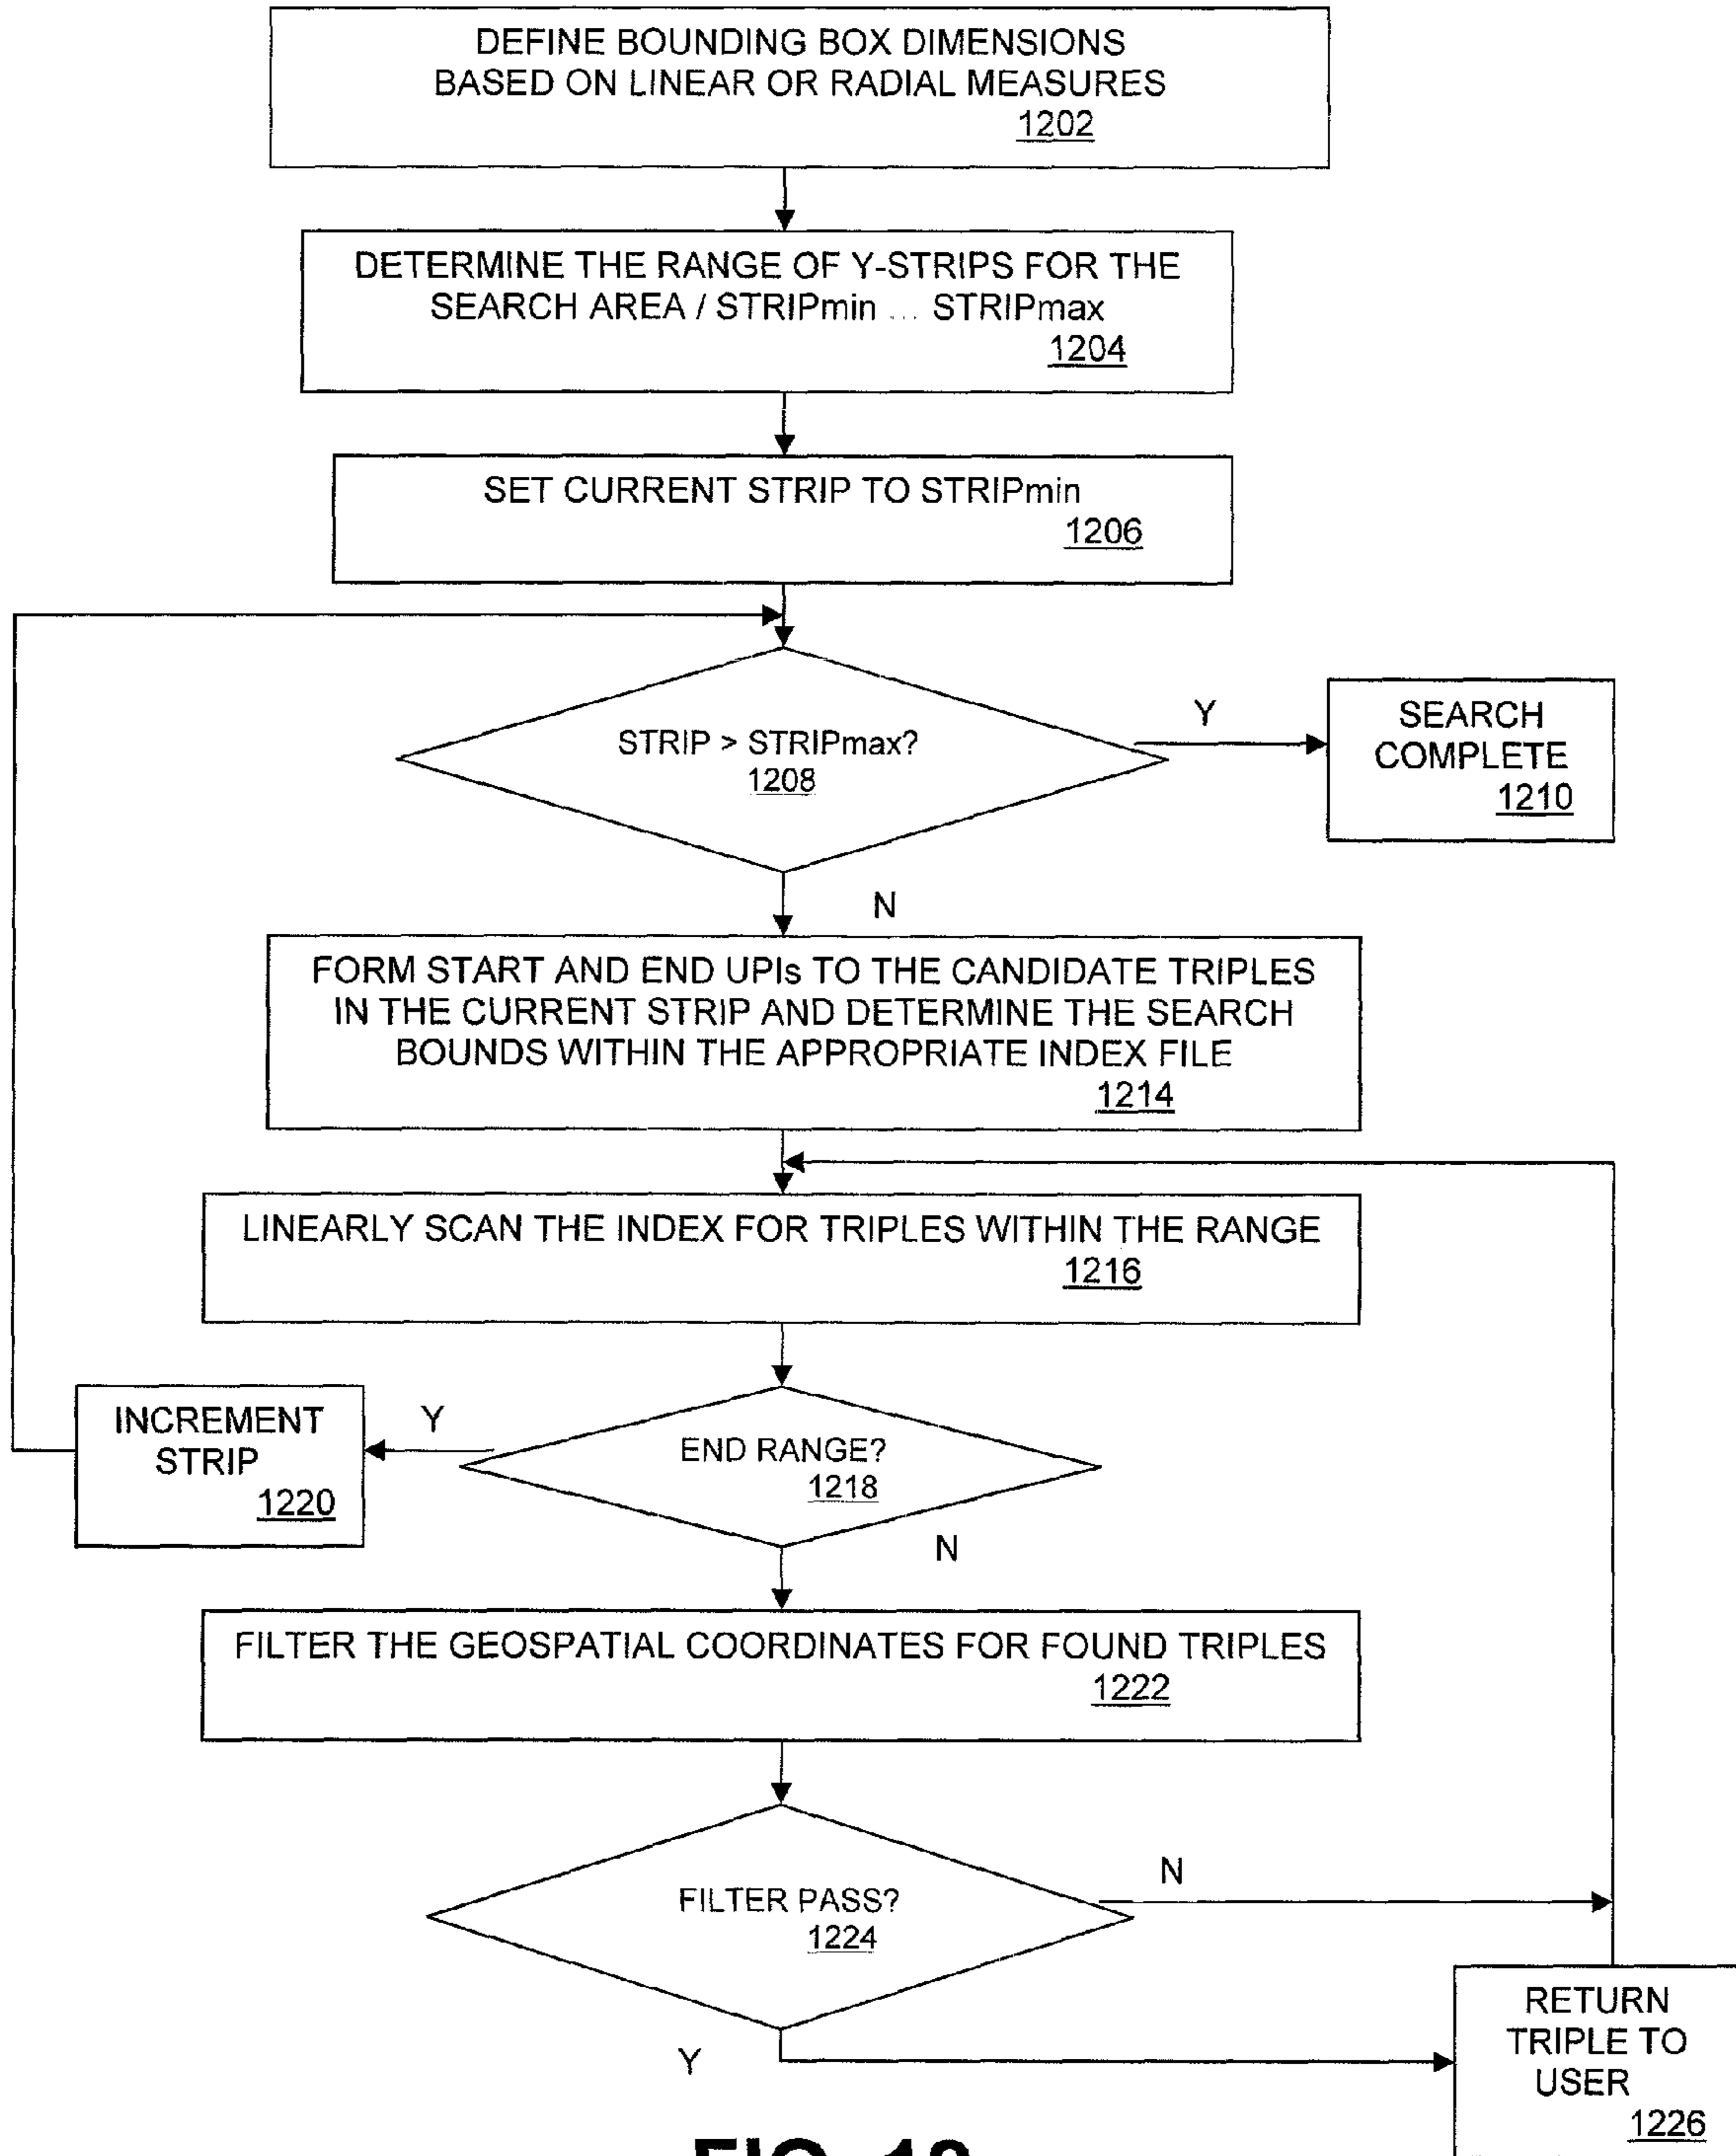 DEFINE BOUNDING BOX DIMENSIONS
BASED ON LINEAR OR RADIAL MEASURES
1202
DETERMINE THE RANGE OF Y-STRIPS FOR THE
SEARCH AREA / STRIPmin ... STRIPmax
1204
SET CURRENT STRIP TO STRIPmin
1206
STRIP > STRIPmax?
1208
Y
SEARCH
COMPLETE
1210
N
FORM START AND END UPIs TO THE CANDIDATE TRIPLES
IN THE CURRENT STRIP AND DETERMINE THE SEARCH
BOUNDS WITHIN THE APPROPRIATE INDEX FILE
1214
LINEARLY SCAN THE INDEX FOR TRIPLES WITHIN THE RANGE
1216
END RANGE?
1218
Y
INCREMENT
STRIP
1220
N
FILTER THE GEOSPATIAL COORDINATES FOR FOUND TRIPLES
1222
FILTER PASS?
1224
N
Y
RETURN
TRIPLE TO
USER
1226